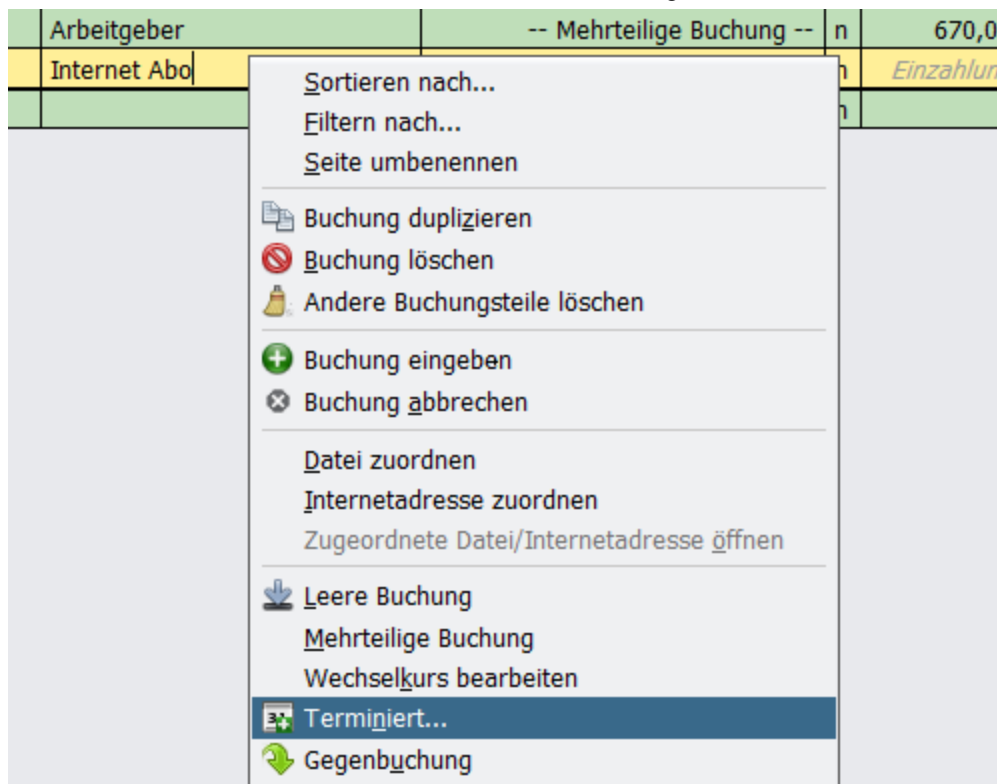 Arbeitgeber -- Mehrteilige Buchung -- n 670,0
Internet Abo n Einzahlun
n
Sortieren nach...
Filtern nach...
Seite umbenennen
Buchung duplizieren
Buchung löschen
Andere Buchungsteile löschen
Buchung eingeben
Buchung abbrechen
Datei zuordnen
Internetadresse zuordnen
Zugeordnete Datei/Internetadresse öffnen
Leere Buchung
Mehrteilige Buchung
Wechselkurs bearbeiten
Terminiert...
Gegenbuchung